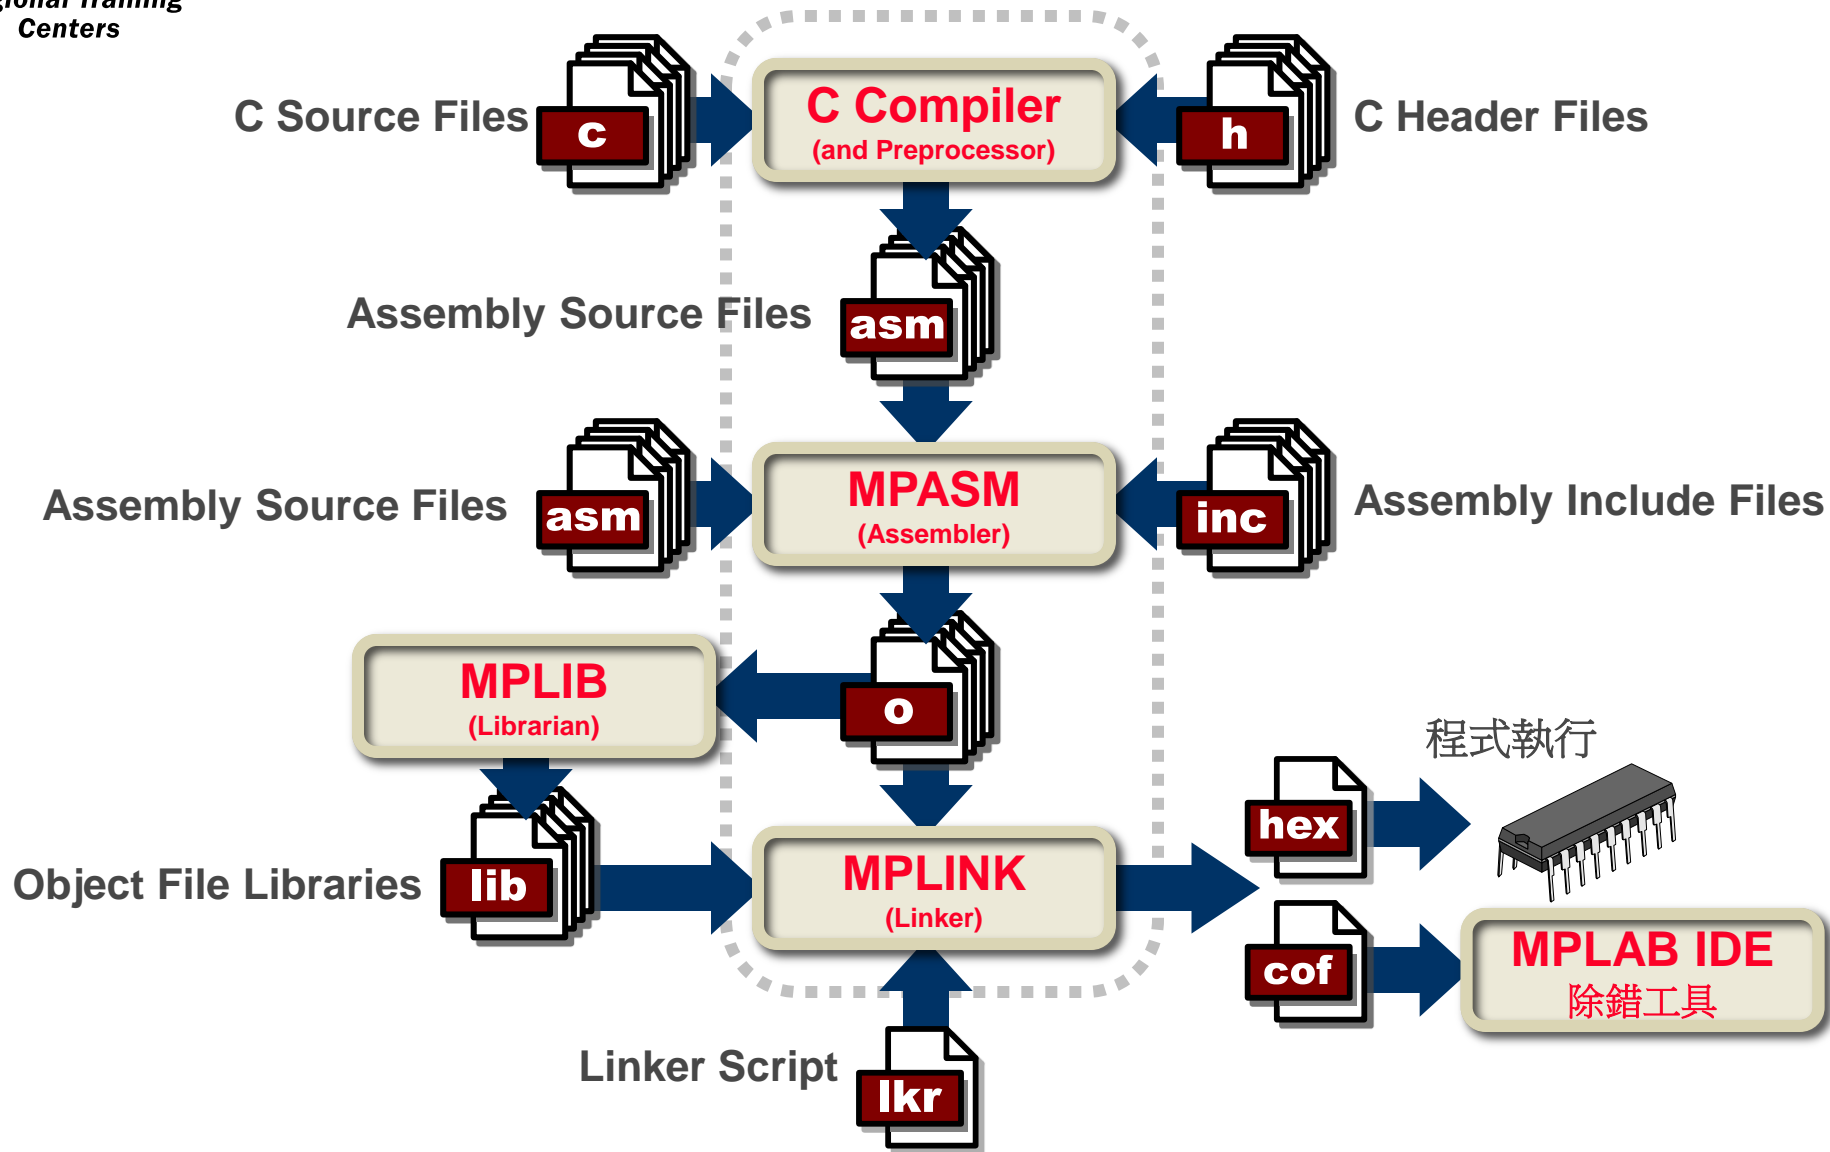 Centers
C Source Files
c
C Compiler
(and Preprocessor)
h
C Header Files
Assembly Source Files
asm
Assembly Source Files
asm
MPASM
(Assembler)
inc
Assembly Include Files
MPLIB
(Librarian)
o
程式執行
hex
Object File Libraries
lib
MPLINK
(Linker)
cof
MPLAB IDE
除錯工具
Linker Script
lkr